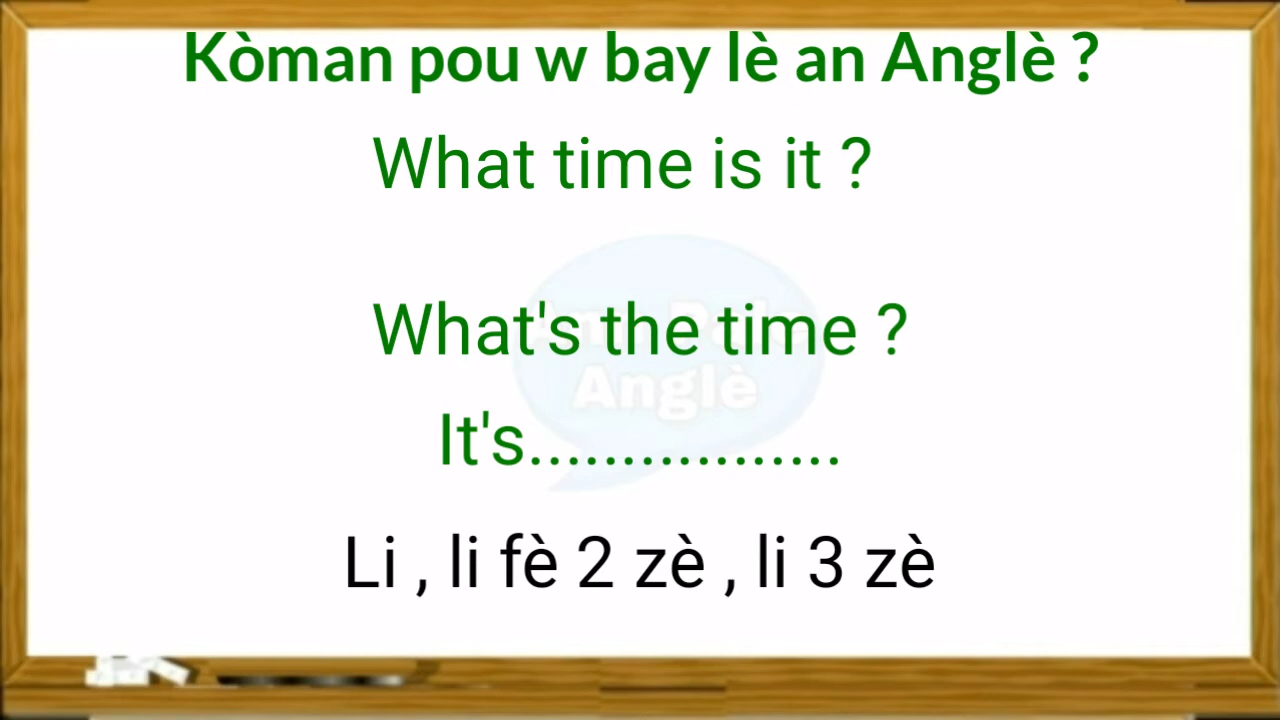 Kòman pou w bay lè an Anglè ?
What time is it ?
What's the time ?
Anglè
It's.................
Li , li fè 2 zè , li 3 zè